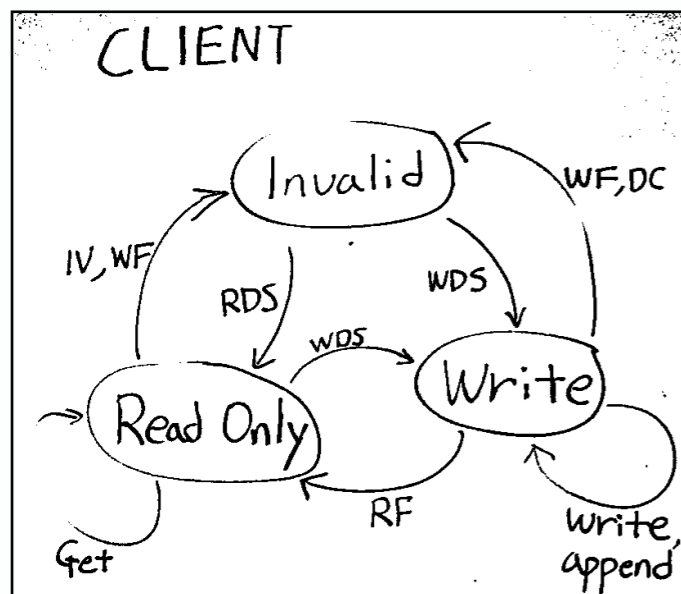 CLIENT
Invalid
WF, DC
IV, WF
RDS
WDS
WDS
Write
Read Only
RF
Get
Write,
append